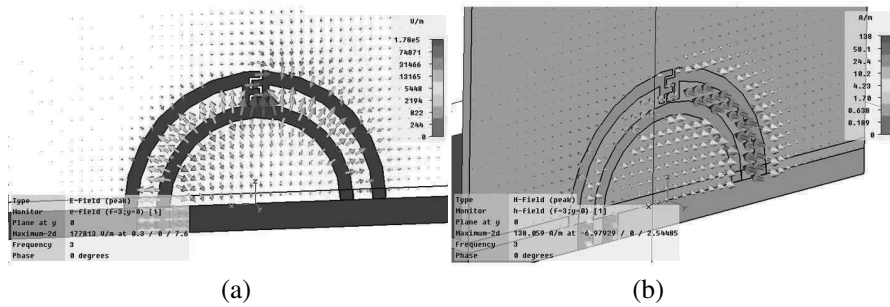 V/m
1.78e5
74871
31466
13165
5448
2194
822
244
0
z
x
y
Type E-Field (peak)
Monitor e-field (f=3;y=0) [1]
Plane at y 0
Maximum-2d 177813 V/m at 0.3 / 0 / 7.6
Frequency 3
Phase 0 degrees
(a)
A/m
138
58.1
24.4
10.2
4.23
1.70
0.638
0.189
0
Type H-Field (peak)
Monitor h-field (f=3;y=0) [1]
Plane at y 0
Maximum-2d 138.059 A/m at -6.97929 / 0 / 2.54485
Frequency 3
Phase 0 degrees
(b)